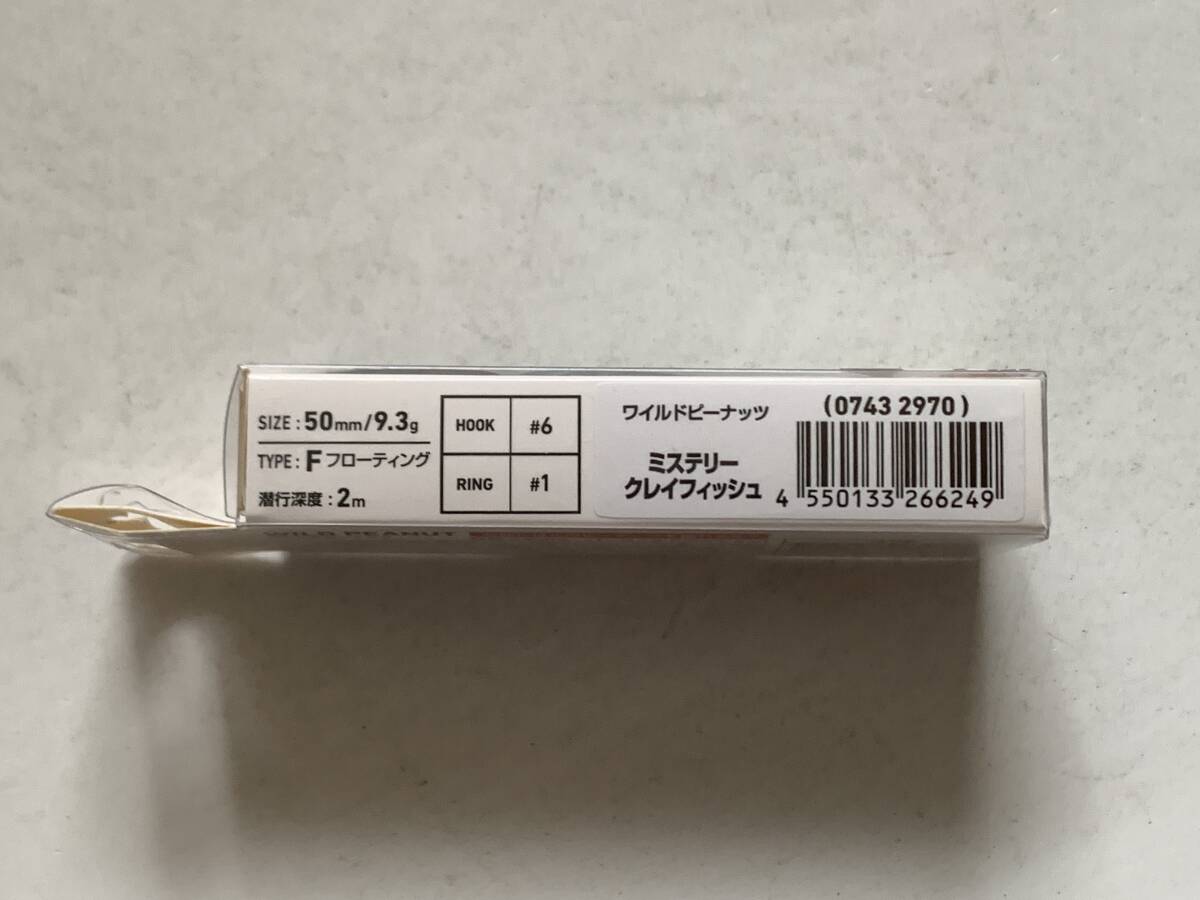 SIZE : 50mm/9.3g
TYPE : F フローティング
潜行深度 : 2m
HOOK #6
RING #1
ワイルドピーナッツ
ミステリー
クレイフィッシュ
(0743 2970)
4 550133 266249
WILD PEANUT